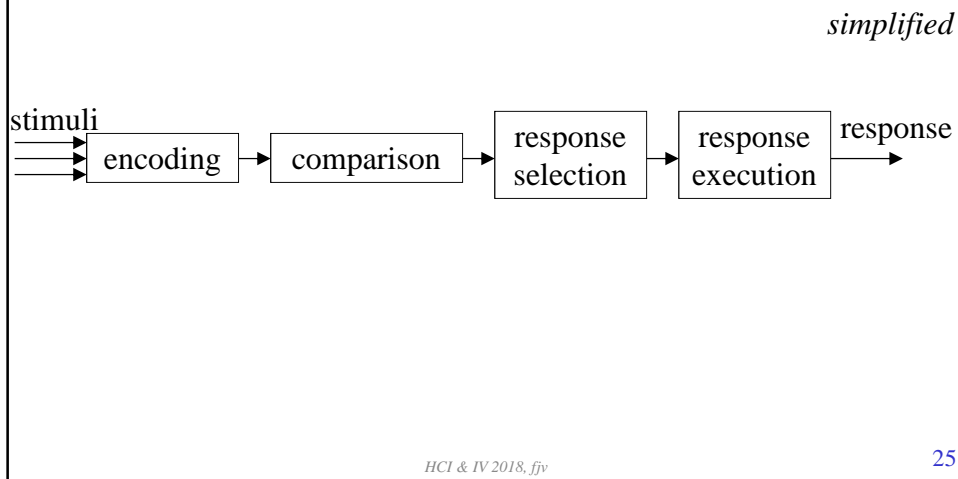 simplified
stimuli
encoding
comparison
response
selection
response
execution
response
HCI & IV 2018, fjv
25